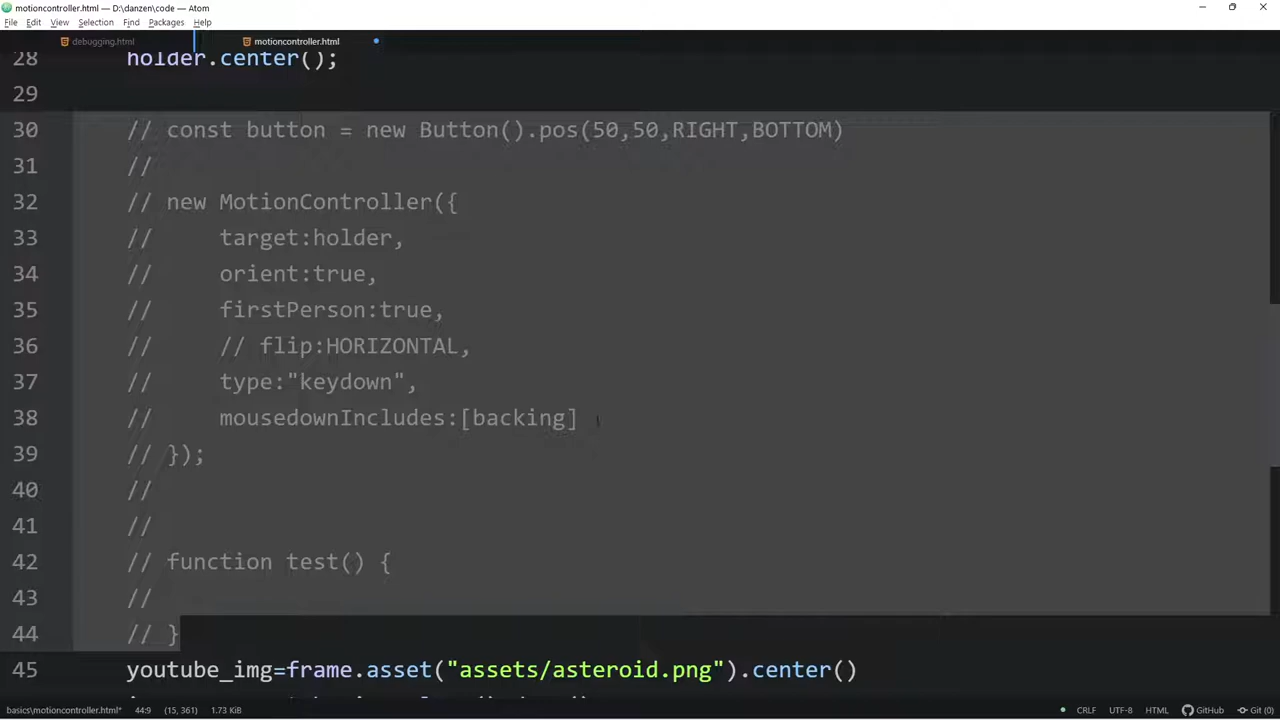 motioncontroller.html — D:\danzen\code — Atom
File Edit View Selection Find Packages Help
debugging.html motioncontroller.html
28 holder.center();
29
30 // const button = new Button().pos(50,50,RIGHT,BOTTOM)
31 //
32 // new MotionController({
33 // target:holder,
34 // orient:true,
35 // firstPerson:true,
36 // // flip:HORIZONTAL,
37 // type:"keydown",
38 // mousedownIncludes:[backing]
39 // });
40 //
41 //
42 // function test() {
43 //
44 // }
45 youtube_img=frame.asset("assets/asteroid.png").center()
basics\motioncontroller.html* 44:9 (15, 361) 1.73 KiB CRLF UTF-8 HTML GitHub Git (0)